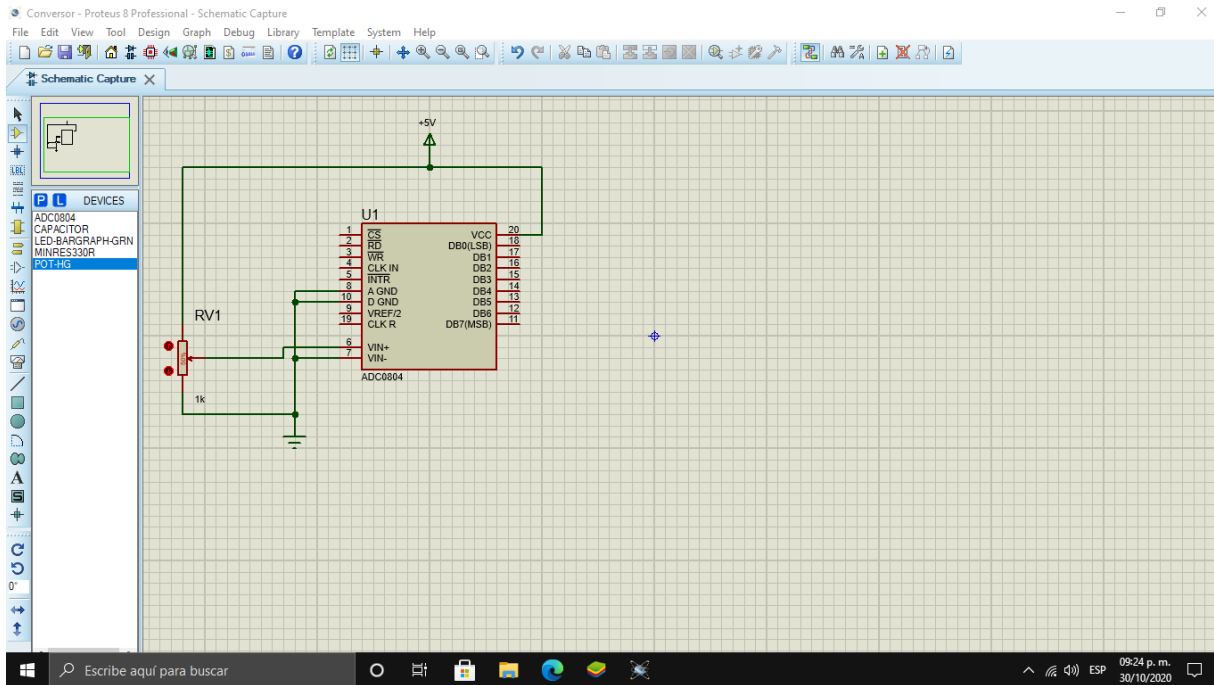 Conversor - Proteus 8 Professional - Schematic Capture
File Edit View Tool Design Graph Debug Library Template System Help
Schematic Capture
LBL
P L DEVICES
ADC0804
CAPACITOR
LED-BARGRAPH-GRN
MINRES330R
POT-HG
A
S
0°
+5V
U1
1 CS VCC 20
2 RD DB0(LSB) 18
3 WR DB1 17
4 CLK IN DB2 16
5 INTR DB3 15
8 A GND DB4 14
10 D GND DB5 13
9 VREF/2 DB6 12
19 CLK R DB7(MSB) 11
6 VIN+
7 VIN-
ADC0804
RV1
50%
1k
Escribe aquí para buscar
ESP
09:24 p. m.
30/10/2020